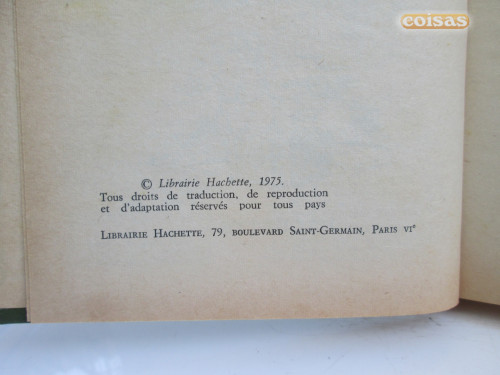 coisas
© Librairie Hachette, 1975.
Tous droits de traduction, de reproduction
et d'adaptation réservés pour tous pays
LIBRAIRIE HACHETTE, 79, BOULEVARD SAINT-GERMAIN, PARIS VIe